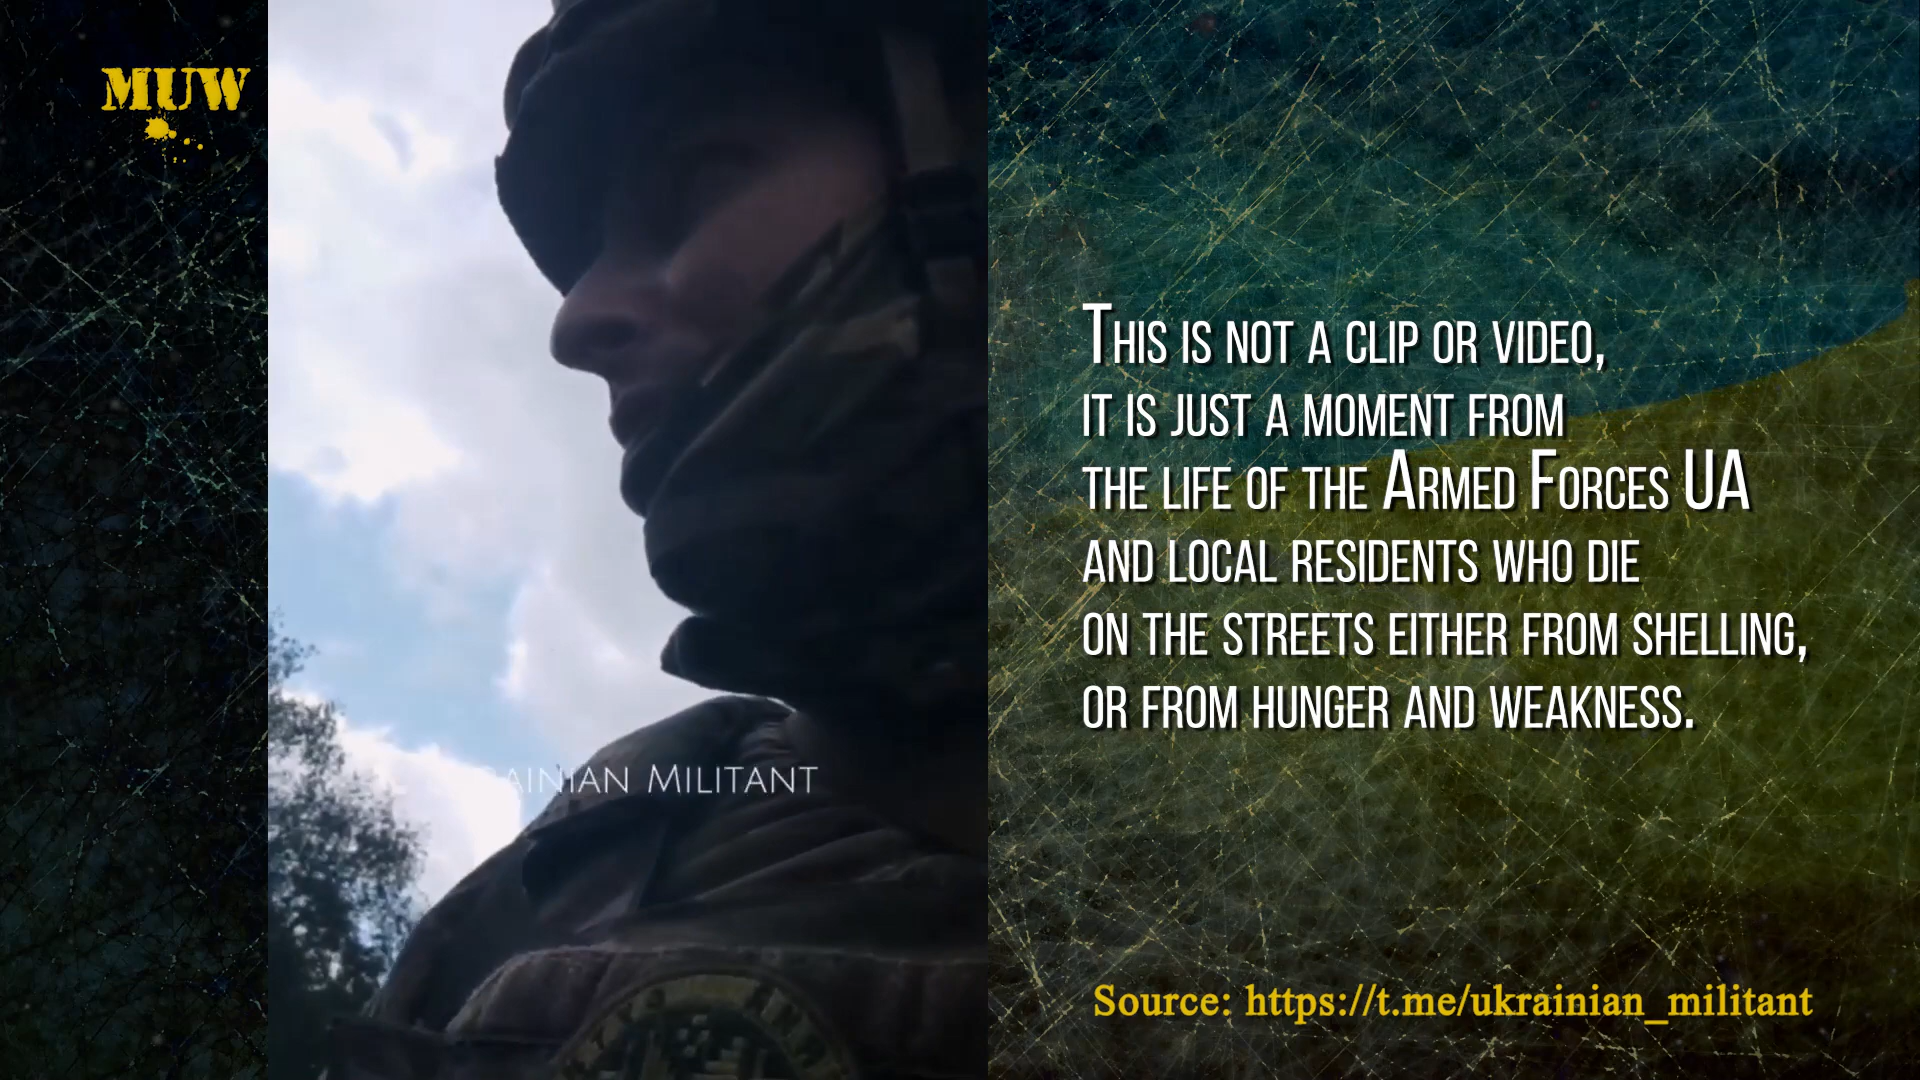 MUW
This is not a clip or video,
it is just a moment from
the life of the Armed Forces UA
and local residents who die
on the streets either from shelling,
or from hunger and weakness.
Militant
Source: https://t.me/ukrainian_militant